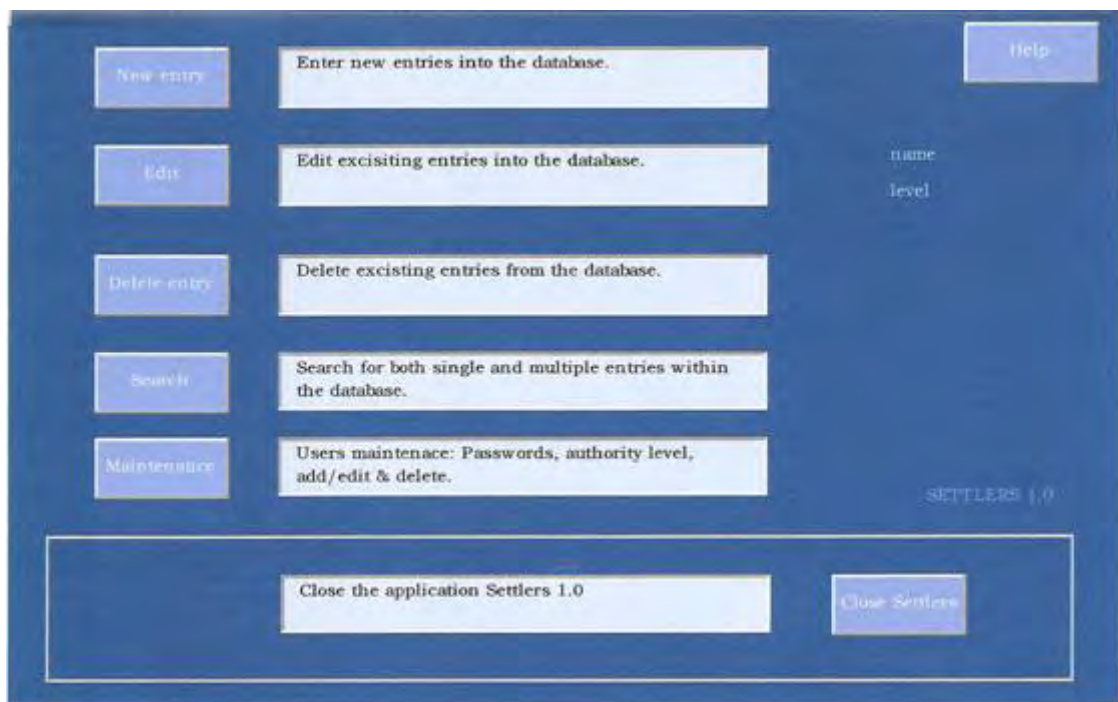 New entry
Enter new entries into the database.
Help
Edit
Edit excisiting entries into the database.
name
level
Delete entry
Delete excisting entries from the database.
Search
Search for both single and multiple entries within
the database.
Maintenance
Users maintenace: Passwords, authority level,
add/edit & delete.
SETTLERS 1.0
Close the application Settlers 1.0
Close Settlers